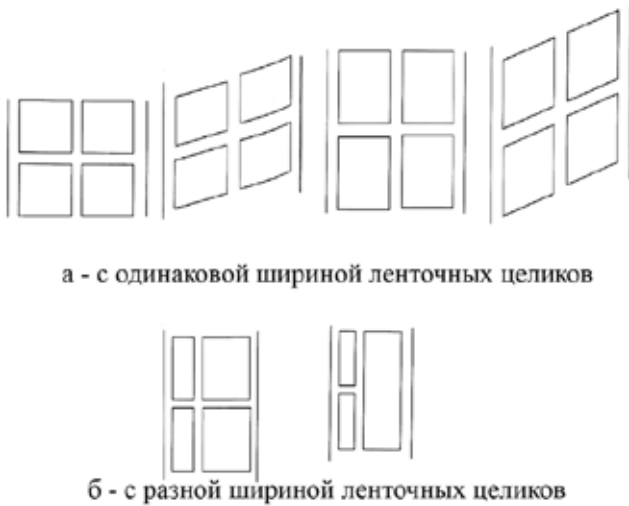 а - с одинаковой шириной ленточных целиков
б - с разной шириной ленточных целиков